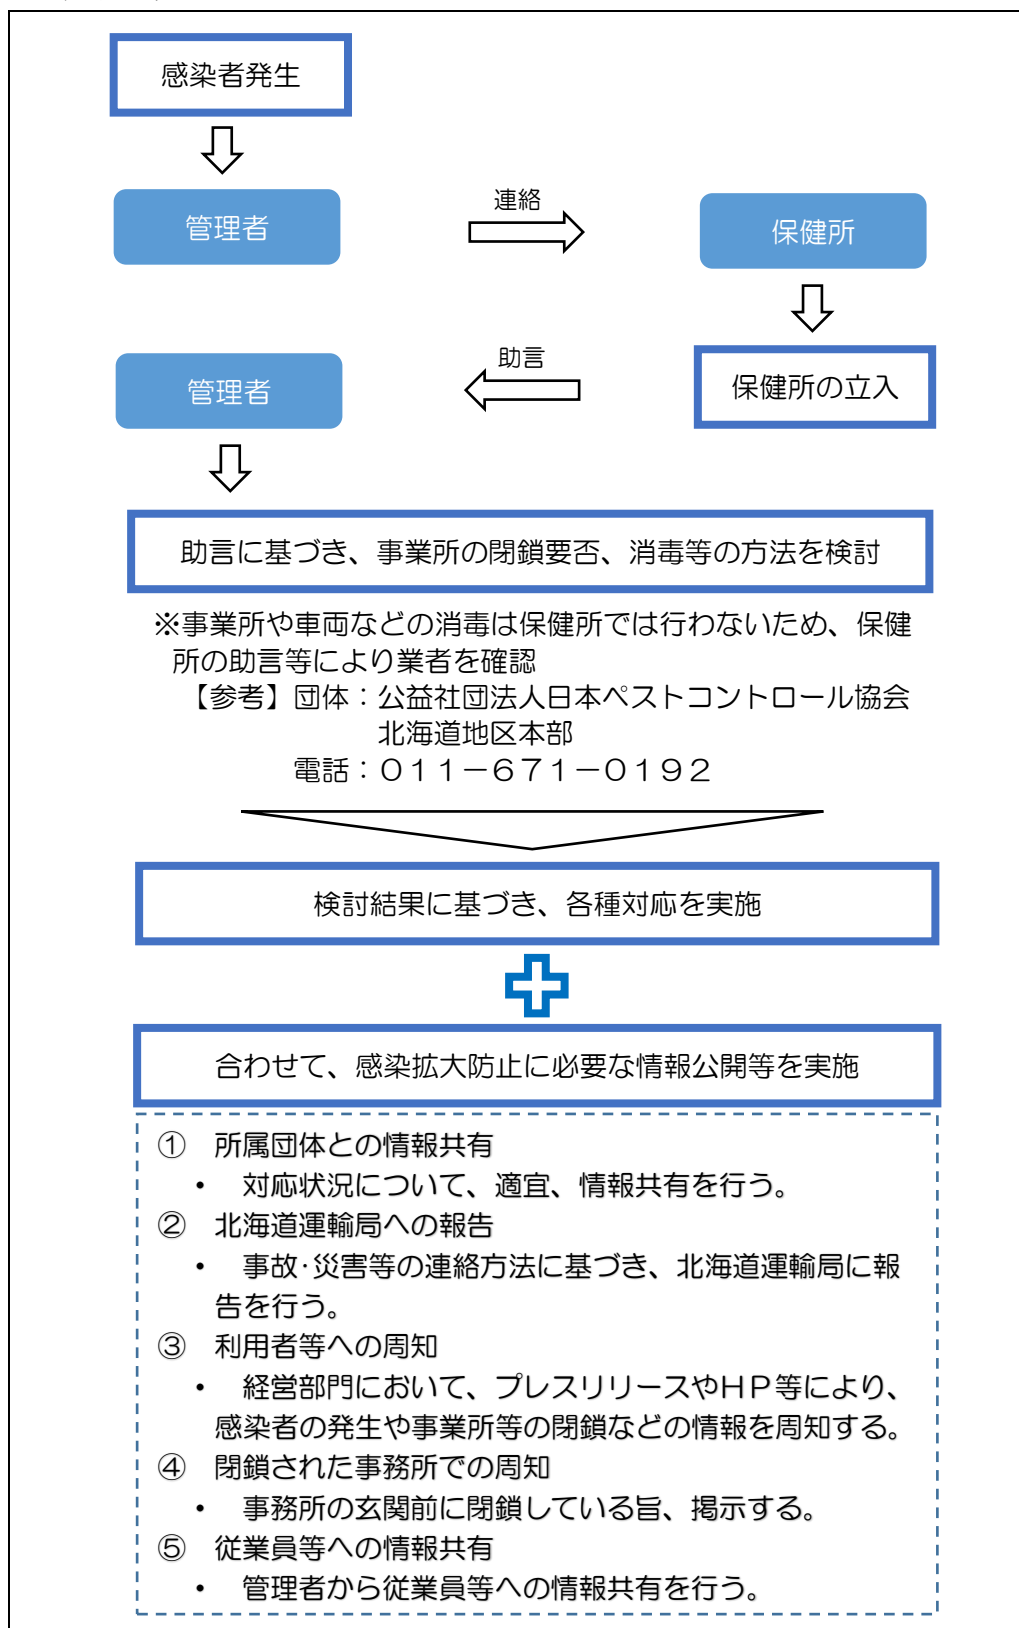 感染者発生
管理者
連絡
保健所
管理者
助言
保健所の立入
助言に基づき、事業所の閉鎖要否、消毒等の方法を検討
※事業所や車両などの消毒は保健所では行わないため、保健
所の助言等により業者を確認
【参考】団体：公益社団法人日本ペストコントロール協会
北海道地区本部
電話：０１１－６７１－０１９２
検討結果に基づき、各種対応を実施
合わせて、感染拡大防止に必要な情報公開等を実施
① 所属団体との情報共有
・ 対応状況について、適宜、情報共有を行う。
② 北海道運輸局への報告
・ 事故･災害等の連絡方法に基づき、北海道運輸局に報
告を行う。
③ 利用者等への周知
・ 経営部門において、プレスリリースやＨＰ等により、
感染者の発生や事業所等の閉鎖などの情報を周知する。
④ 閉鎖された事務所での周知
・ 事務所の玄関前に閉鎖している旨、掲示する。
⑤ 従業員等への情報共有
・ 管理者から従業員等への情報共有を行う。